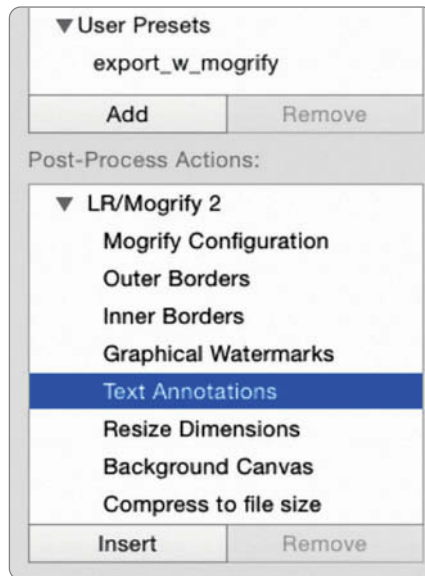 ▼User Presets
export_w_mogrify
Add Remove
Post-Process Actions:
▼ LR/Mogrify 2
Mogrify Configuration
Outer Borders
Inner Borders
Graphical Watermarks
Text Annotations
Resize Dimensions
Background Canvas
Compress to file size
Insert Remove